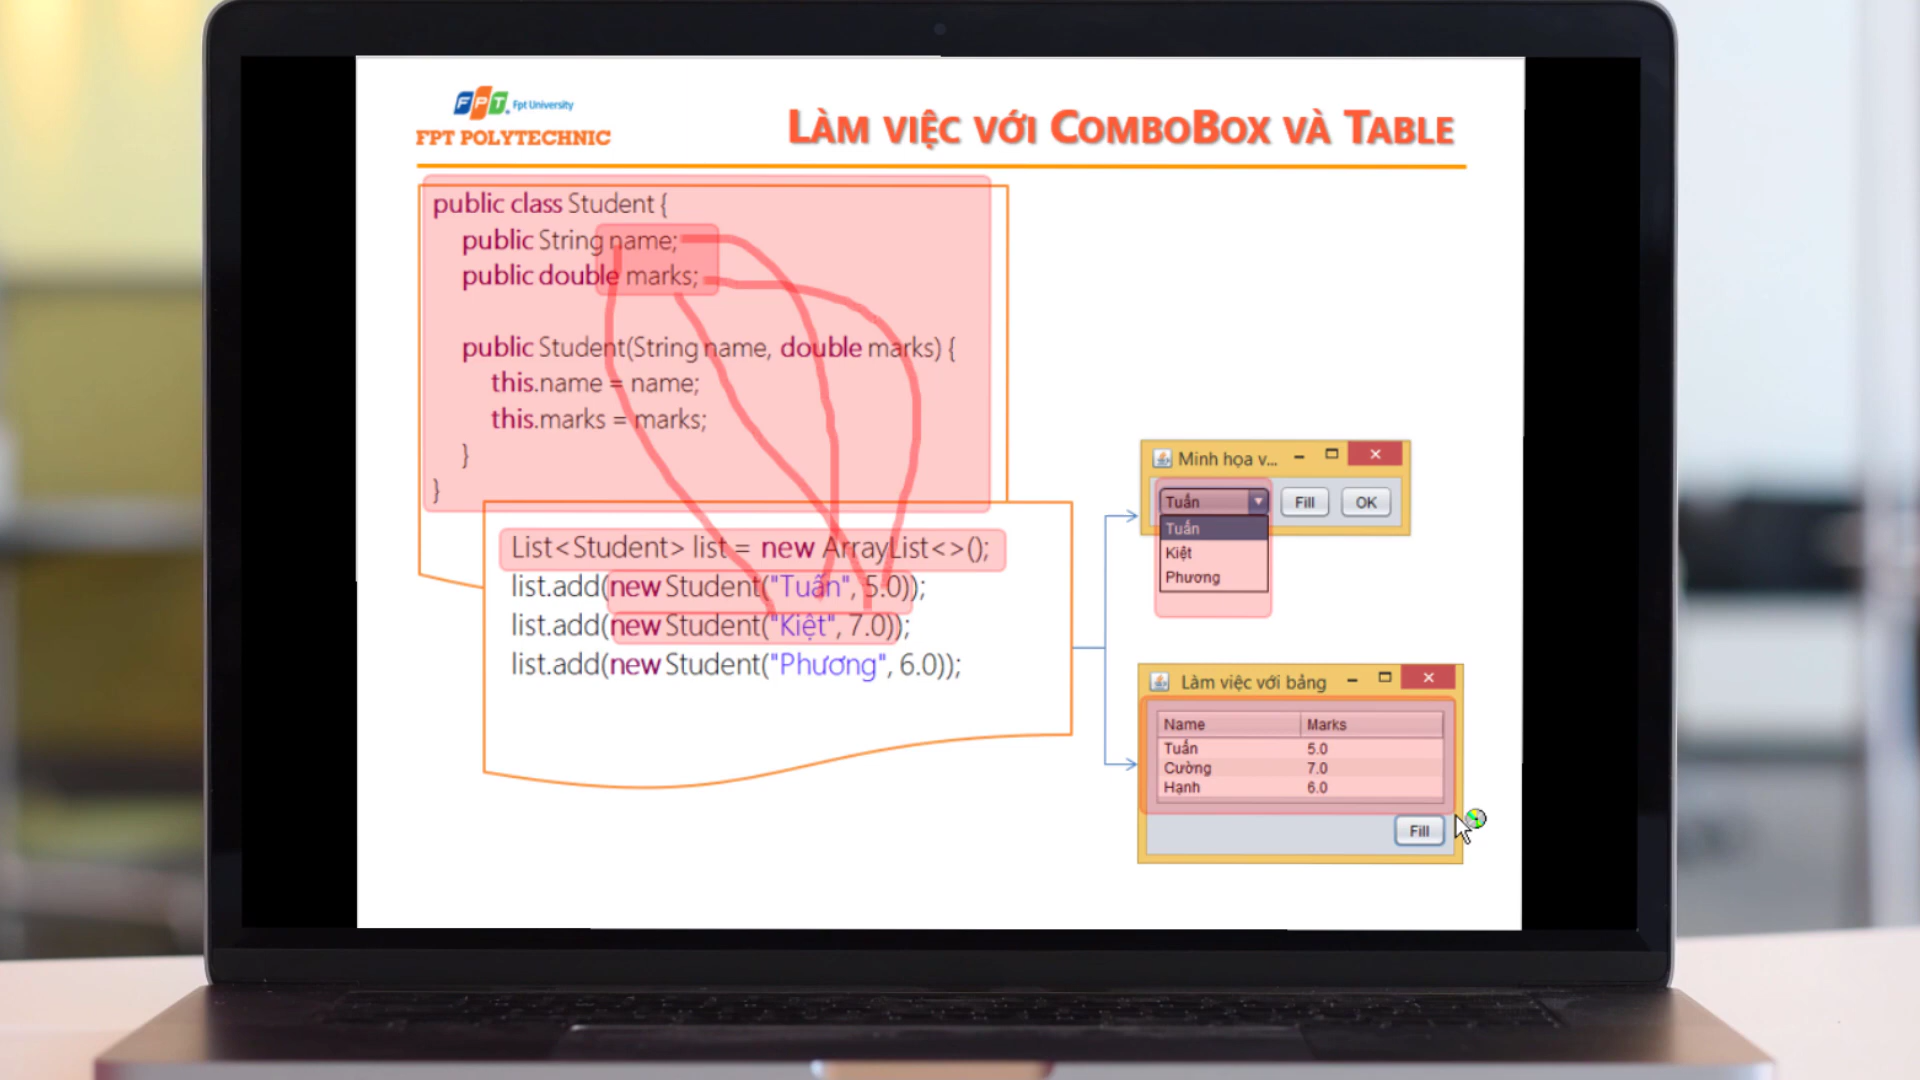 FPT Fpt University
FPT POLYTECHNIC
LÀM VIỆC VỚI COMBOBOX VÀ TABLE
public class Student {
public String name;
public double marks;
public Student(String name, double marks) {
this.name = name;
this.marks = marks;
}
}
List<Student> list = new ArrayList<>();
list.add(new Student("Tuấn", 5.0));
list.add(new Student("Kiệt", 7.0));
list.add(new Student("Phương", 6.0));
Minh họa v...
Tuấn Fill OK
Tuấn
Kiệt
Phương
Làm việc với bảng
Name Marks
Tuấn 5.0
Cường 7.0
Hạnh 6.0
Fill